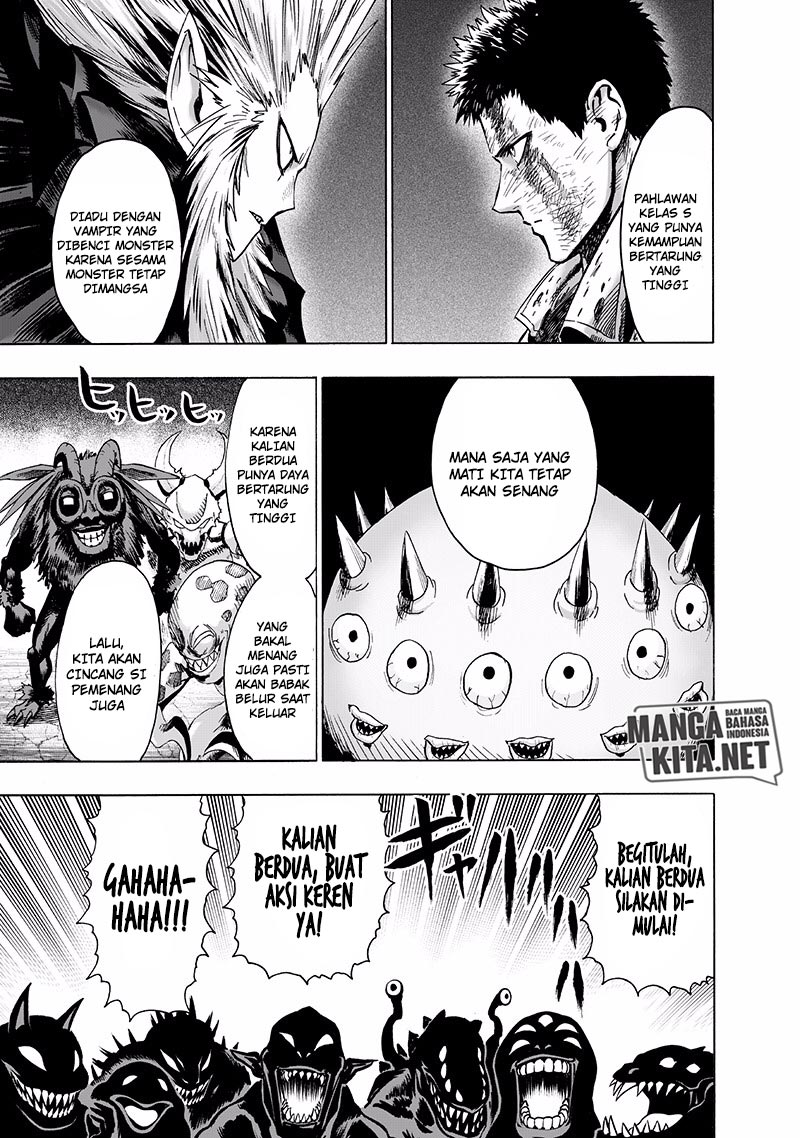 PAHLAWAN
KELAS S
YANG PUNYA
KEMAMPUAN
BERTARUNG
YANG
TINGGI
DIADU DENGAN
VAMPIR YANG
DIBENCI MONSTER
KARENA SESAMA
MONSTER TETAP
DIMANGSA
MANA SAJA YANG
MATI KITA TETAP
AKAN SENANG
KARENA
KALIAN
BERDUA
PUNYA DAYA
BERTARUNG
YANG
TINGGI
YANG
BAKAL
MENANG
JUGA PASTI
AKAN BABAK
BELUR SAAT
KELUAR
ヒッヒッヒッ
LALU,
KITA AKAN
CINCANG SI
PEMENANG
JUGA
MANGA
KITA.NET
BACA MANGA
BAHASA
INDONESIA
BEGITULAH,
KALIAN BERDUA
SILAKAN DI-
MULAI!
ギャハハハ
KALIAN
BERDUA, BUAT
AKSI KEREN
YA!
GAHAHA-
HAHA!!!